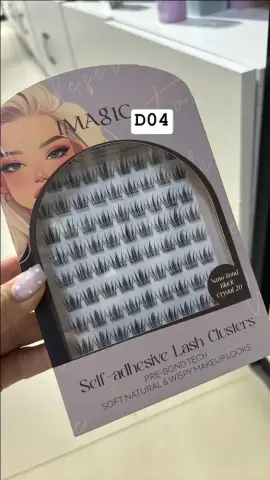 IMAGIC
D04
Nano Bond
Black
Crystal 20
Self-adhesive Lash Clusters
PRE-BOND TECH
SOFT NATURAL & WISPY MAKEUP LOOKS